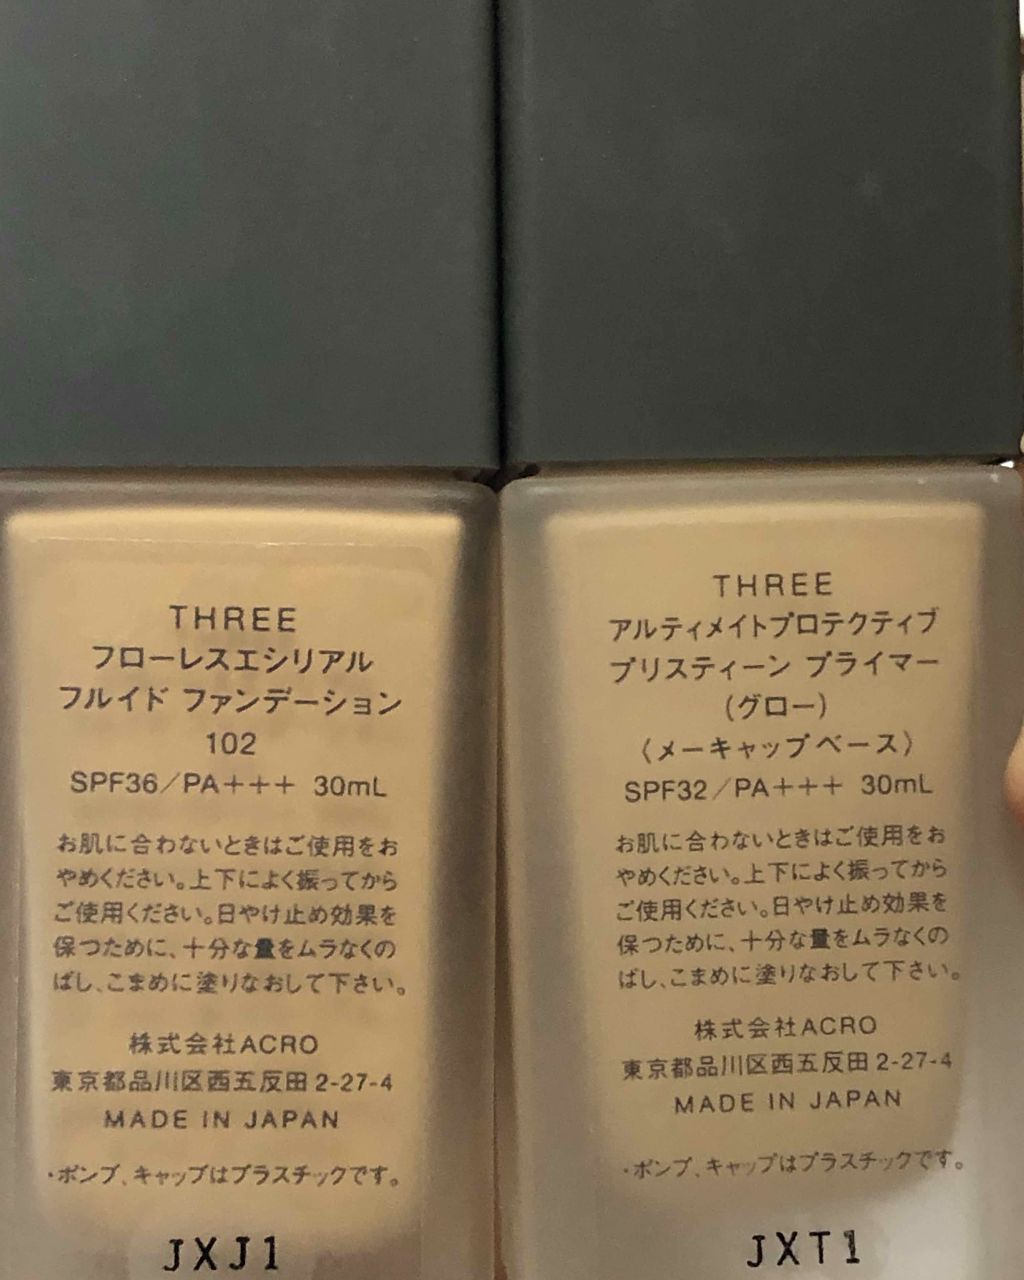 THREE
フローレスエシリアル
フルイド ファンデーション
102
SPF36/PA+++ 30mL
お肌に合わないときはご使用をお
やめください。上下によく振ってから
ご使用ください。日やけ止め効果を
保つために、十分な量をムラなくの
ばし、こまめに塗りなおして下さい。
株式会社ACRO
東京都品川区西五反田2-27-4
MADE IN JAPAN
・ポンプ、キャップはプラスチックです。
JXJ1
THREE
アルティメイトプロテクティブ
プリスティーン プライマー
(グロー)
〈メーキャップベース〉
SPF32/PA+++ 30mL
お肌に合わないときはご使用をお
やめください。上下によく振ってから
ご使用ください。日やけ止め効果を
保つために、十分な量をムラなくの
ばし、こまめに塗りなおして下さい。
株式会社ACRO
東京都品川区西五反田2-27-4
MADE IN JAPAN
・ポンプ、キャップはプラスチックです。
JXT1